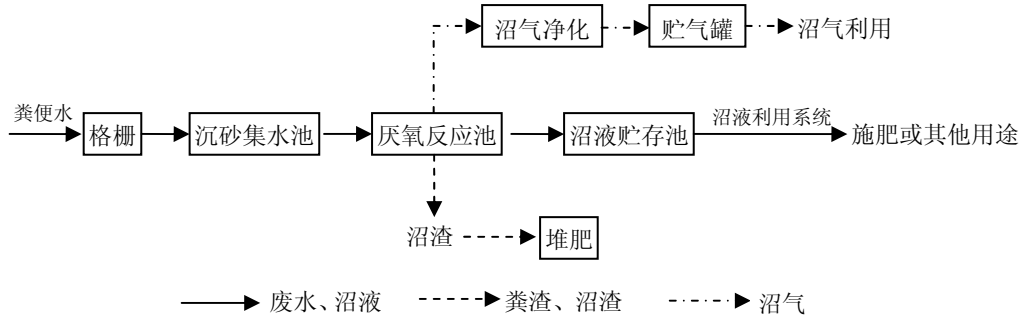 沼气净化
贮气罐
沼气利用
粪便水
格栅
沉砂集水池
厌氧反应池
沼液贮存池
沼液利用系统
施肥或其他用途
沼渣
堆肥
废水、沼液
粪渣、沼渣
沼气